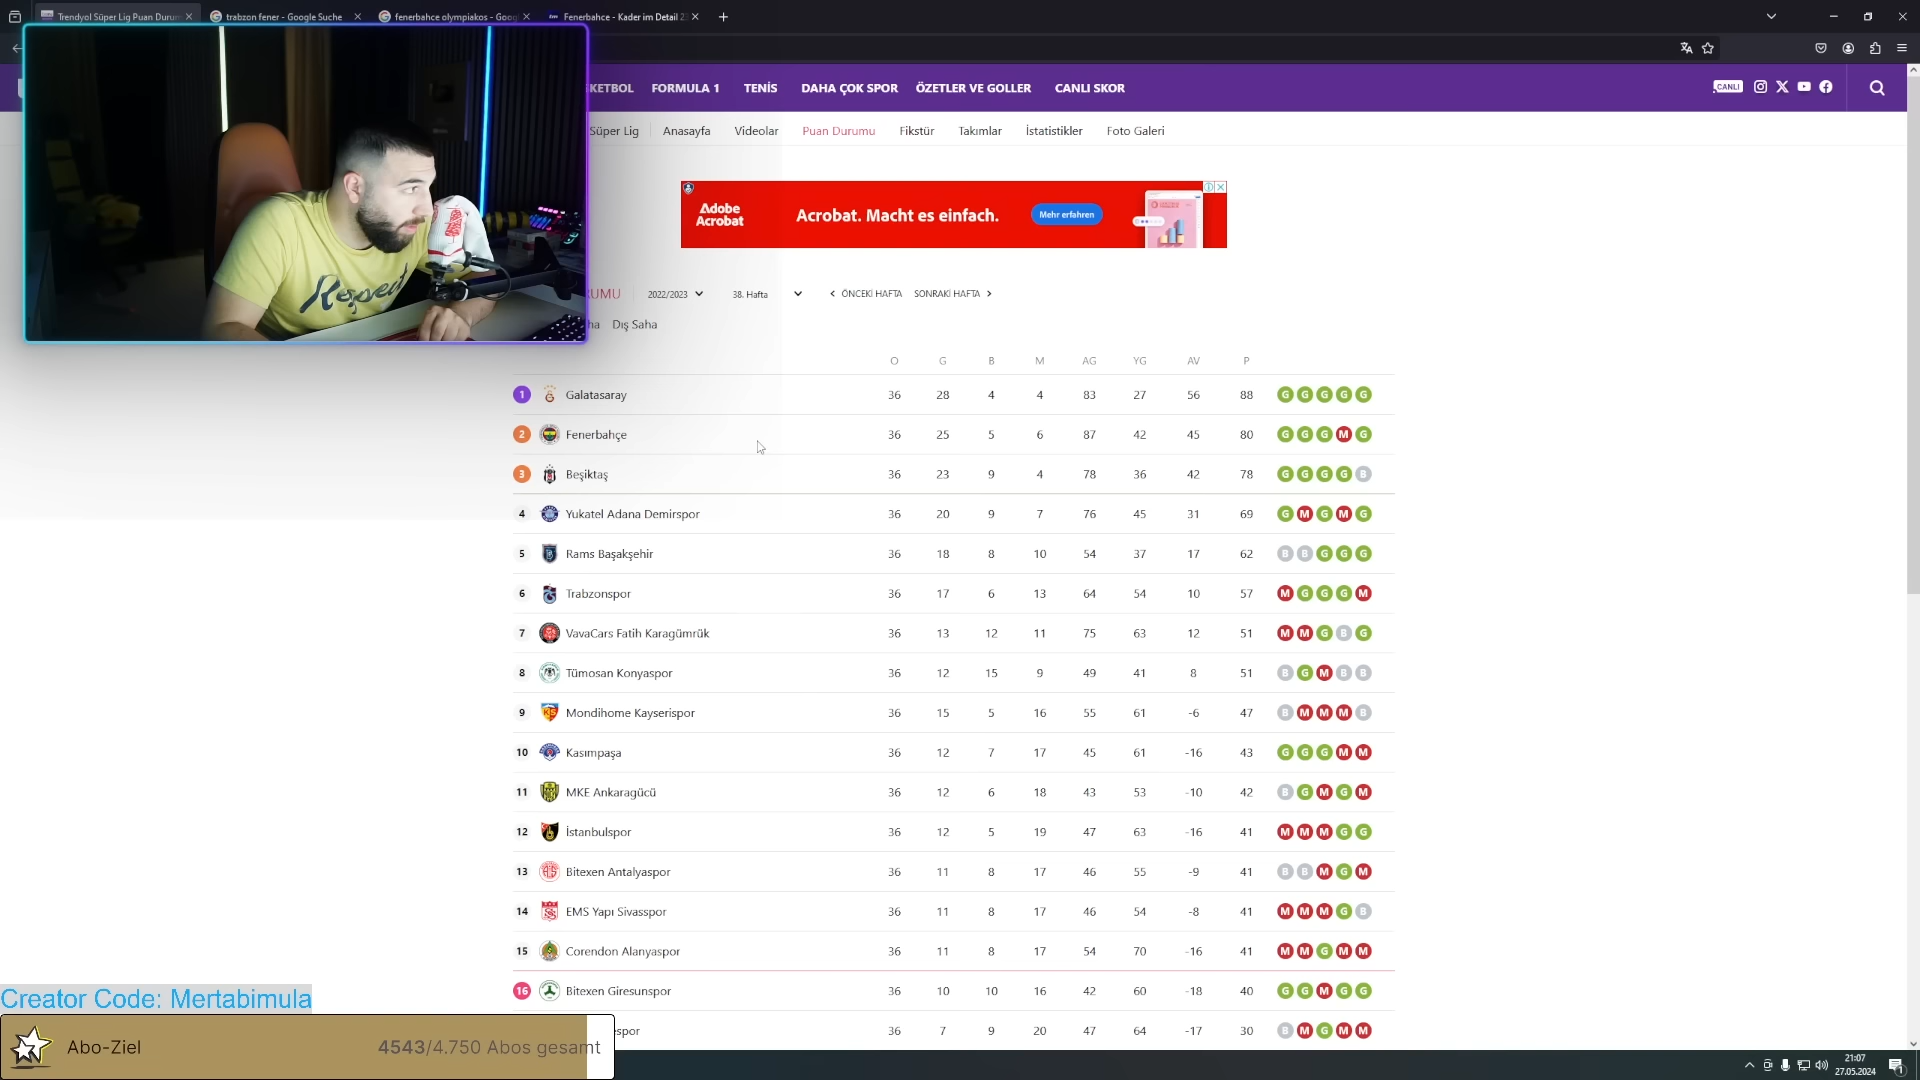 Trendyol Süper Lig Puan Durum
trabzon fener - Google Suche
fenerbahce olympiakos - Goog
Fenerbahce - Kader im Detail 23
KETBOL FORMULA 1 TENİS DAHA ÇOK SPOR ÖZETLER VE GOLLER CANLI SKOR
CANLI
Süper Lig Anasayfa Videolar Puan Durumu Fikstür Takımlar İstatistikler Foto Galeri
Adobe
Acrobat
Acrobat. Macht es einfach.
Mehr erfahren
Respect
RUMU 2022/2023 38. Hafta ÖNCEKİ HAFTA SONRAKİ HAFTA
ha Dış Saha
O G B M AG YG AV P
1 Galatasaray 36 28 4 4 83 27 56 88 G G G G G
2 Fenerbahçe 36 25 5 6 87 42 45 80 G G G M G
3 Beşiktaş 36 23 9 4 78 36 42 78 G G G G B
4 Yukatel Adana Demirspor 36 20 9 7 76 45 31 69 G M G M G
5 Rams Başakşehir 36 18 8 10 54 37 17 62 B B G G G
6 Trabzonspor 36 17 6 13 64 54 10 57 M G G G M
7 VavaCars Fatih Karagümrük 36 13 12 11 75 63 12 51 M M G B G
8 Tümosan Konyaspor 36 12 15 9 49 41 8 51 B G M B B
9 Mondihome Kayserispor 36 15 5 16 55 61 -6 47 B M M M B
10 Kasımpaşa 36 12 7 17 45 61 -16 43 G G G M M
11 MKE Ankaragücü 36 12 6 18 43 53 -10 42 B G M G M
12 İstanbulspor 36 12 5 19 47 63 -16 41 M M M G G
13 Bitexen Antalyaspor 36 11 8 17 46 55 -9 41 B B M G M
14 EMS Yapı Sivasspor 36 11 8 17 46 54 -8 41 M M M G B
15 Corendon Alanyaspor 36 11 8 17 54 70 -16 41 M M G M M
16 Bitexen Giresunspor 36 10 10 16 42 60 -18 40 G G M G G
spor 36 7 9 20 47 64 -17 30 B M G M M
Creator Code: Mertabimula
Abo-Ziel 4543/4.750 Abos gesamt
21:07
27.05.2024